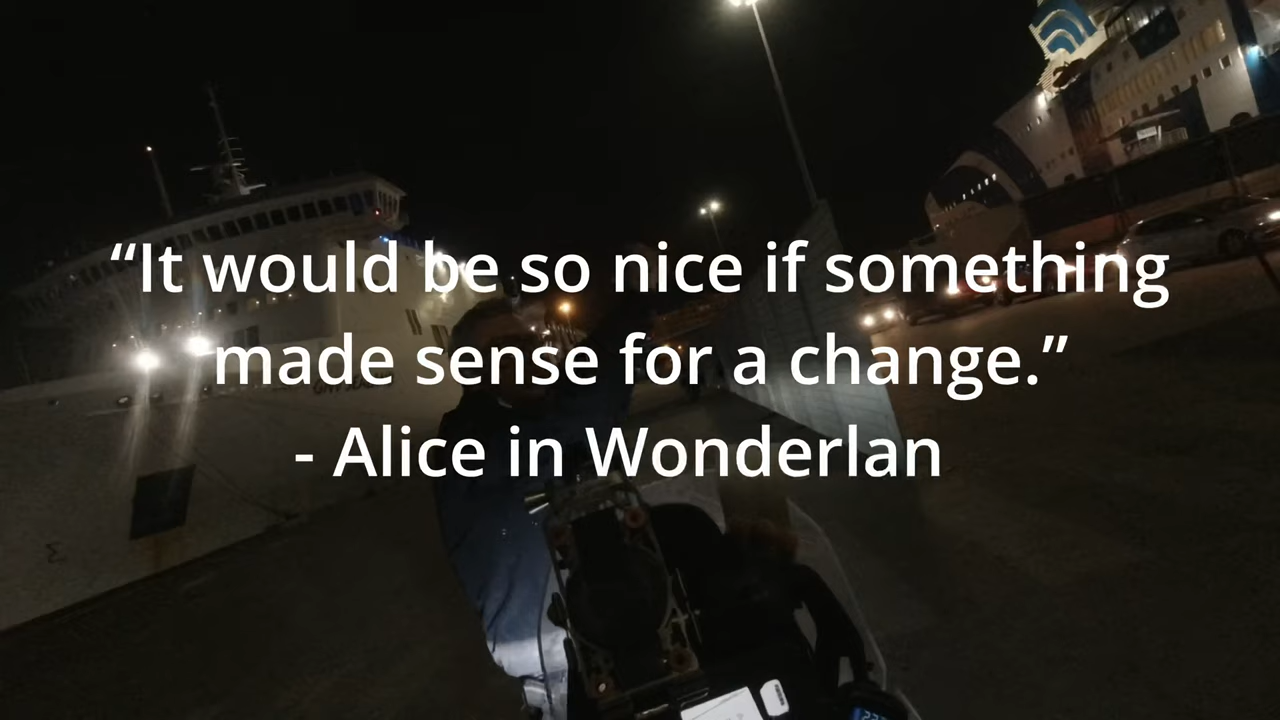 “It would be so nice if something
made sense for a change.”
- Alice in Wonderlan